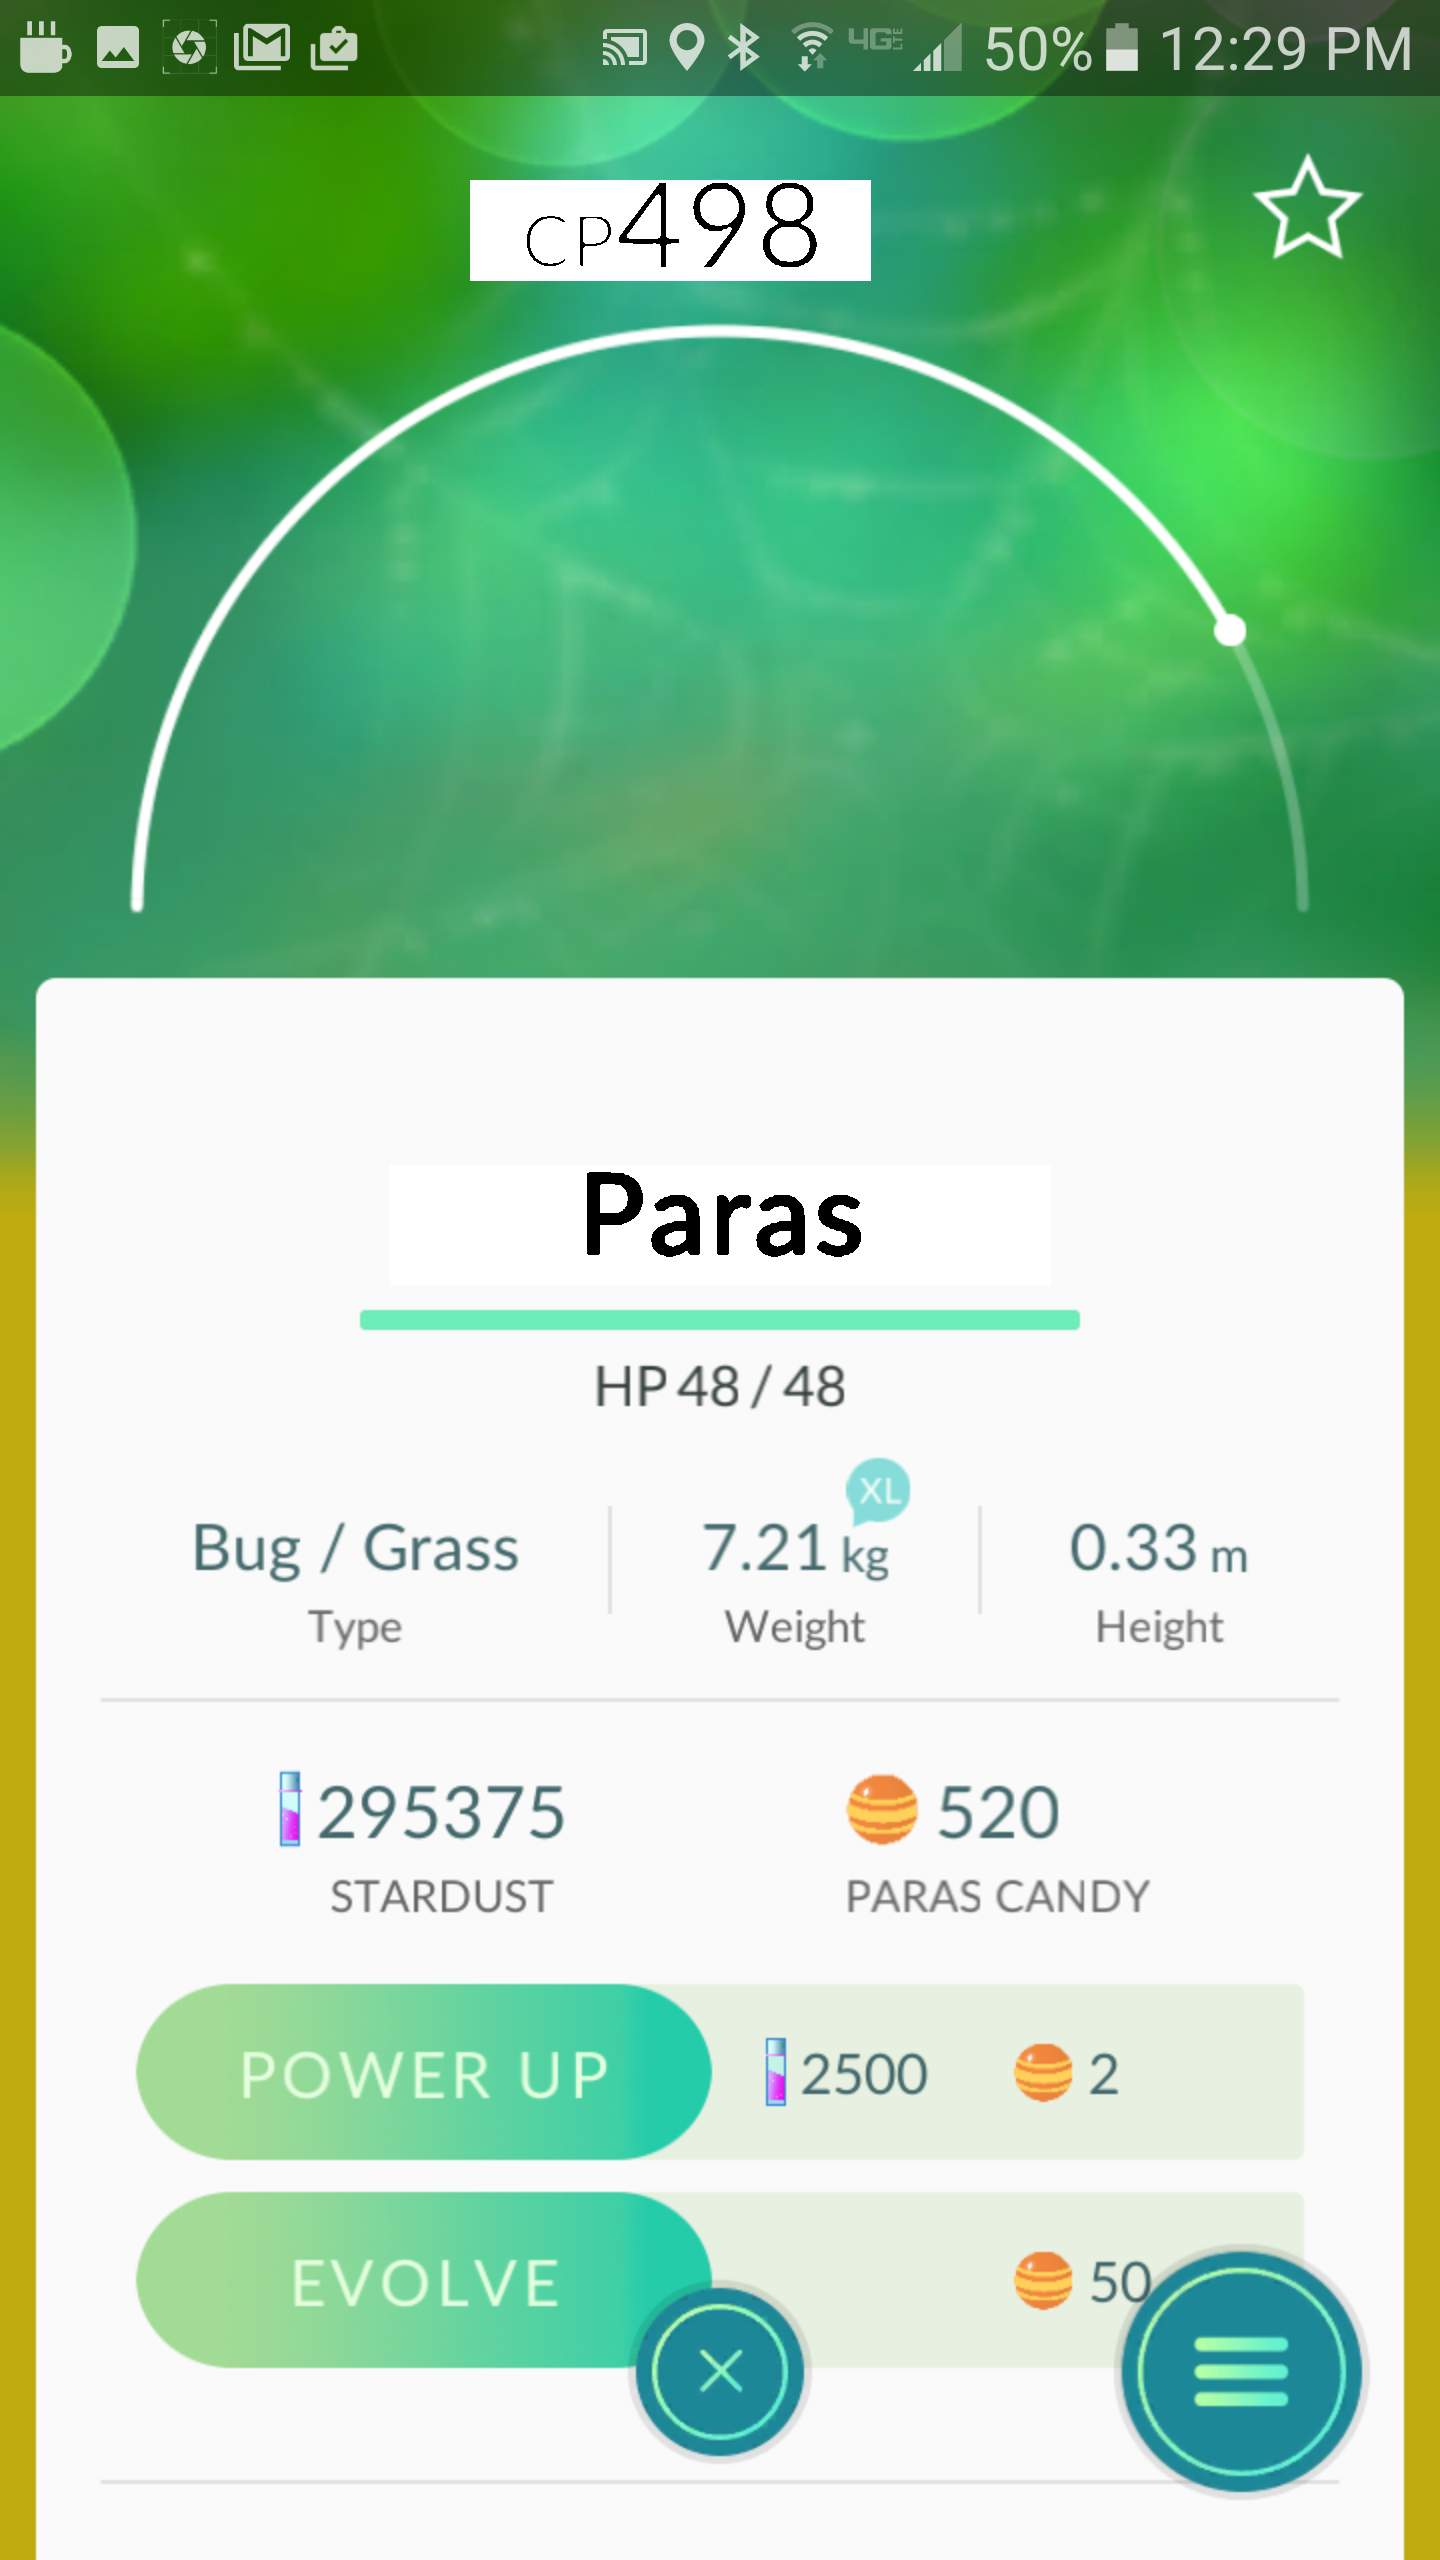 50% 12:29 PM
CP498
Paras
HP 48 / 48
XL
Bug / Grass 7.21 kg 0.33 m
Type Weight Height
295375 520
STARDUST PARAS CANDY
POWER UP 2500 2
EVOLVE 50